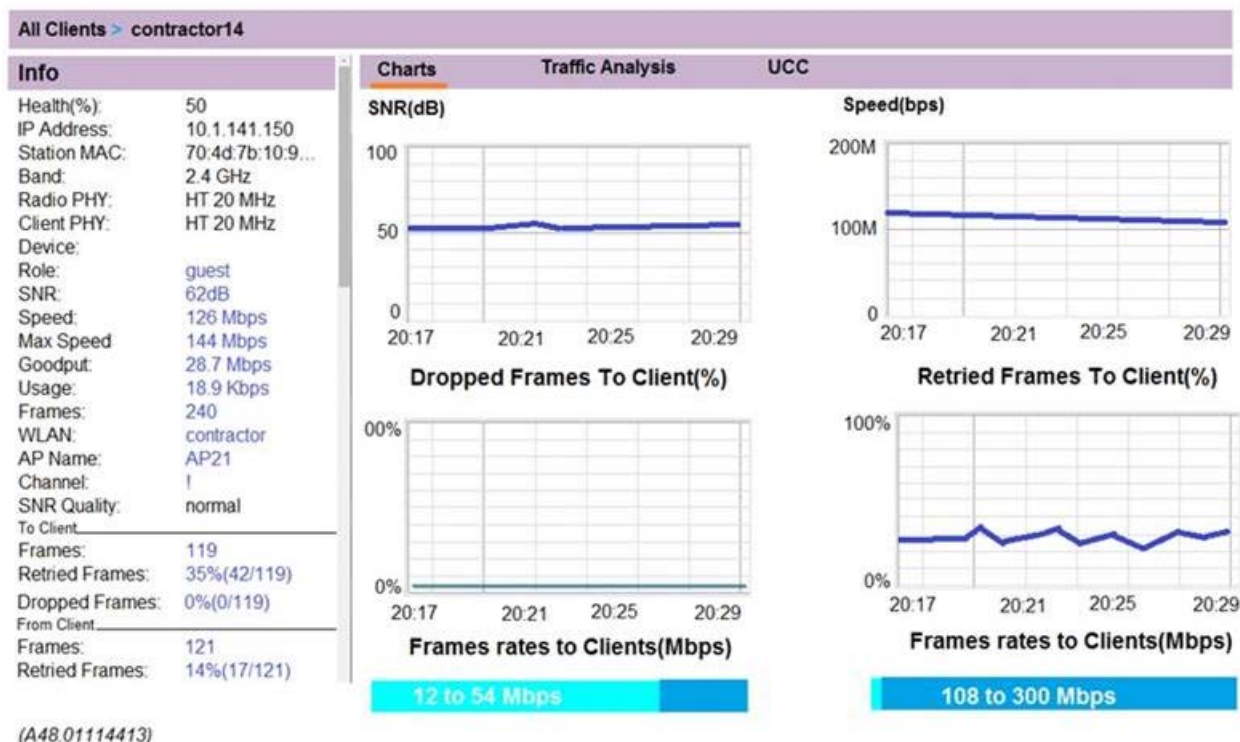 All Clients > contractor14
Info
Health(%): 50
IP Address: 10.1.141.150
Station MAC: 70:4d:7b:10:9...
Band: 2.4 GHz
Radio PHY: HT 20 MHz
Client PHY: HT 20 MHz
Device:
Role: guest
SNR: 62dB
Speed: 126 Mbps
Max Speed 144 Mbps
Goodput: 28.7 Mbps
Usage: 18.9 Kbps
Frames: 240
WLAN: contractor
AP Name: AP21
Channel: !
SNR Quality: normal
To Client
Frames: 119
Retried Frames: 35%(42/119)
Dropped Frames: 0%(0/119)
From Client
Frames: 121
Retried Frames: 14%(17/121)
(A48.01114413)
Charts Traffic Analysis UCC
SNR(dB)
100
50
0
20:17 20:21 20:25 20:29
Speed(bps)
200M
100M
0
20:17 20:21 20:25 20:29
Dropped Frames To Client(%)
00%
0%
20:17 20:21 20:25 20:29
Retried Frames To Client(%)
100%
0%
20:17 20:21 20:25 20:29
Frames rates to Clients(Mbps)
12 to 54 Mbps
Frames rates to Clients(Mbps)
108 to 300 Mbps